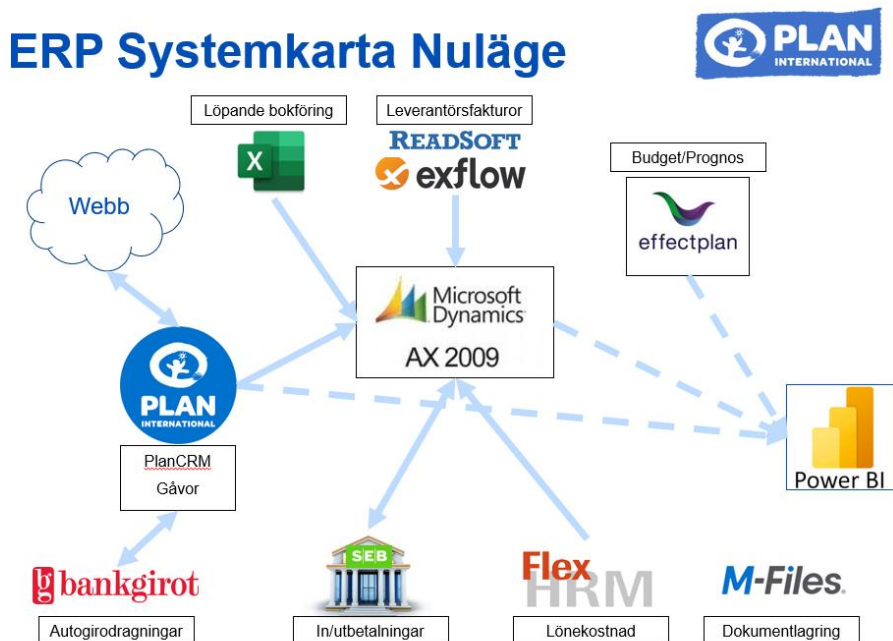 ERP Systemkarta Nuläge
PLAN
INTERNATIONAL
Löpande bokföring
Leverantörsfakturor
READSOFT
exflow
Budget/Prognos
effectplan
Webb
X
Microsoft
Dynamics
AX 2009
PLAN
INTERNATIONAL
PlanCRM
Gåvor
Power BI
bg bankgirot
Autogirodragningar
SEB
In/utbetalningar
Flex
HRM
Lönekostnad
M-Files.
Dokumentlagring